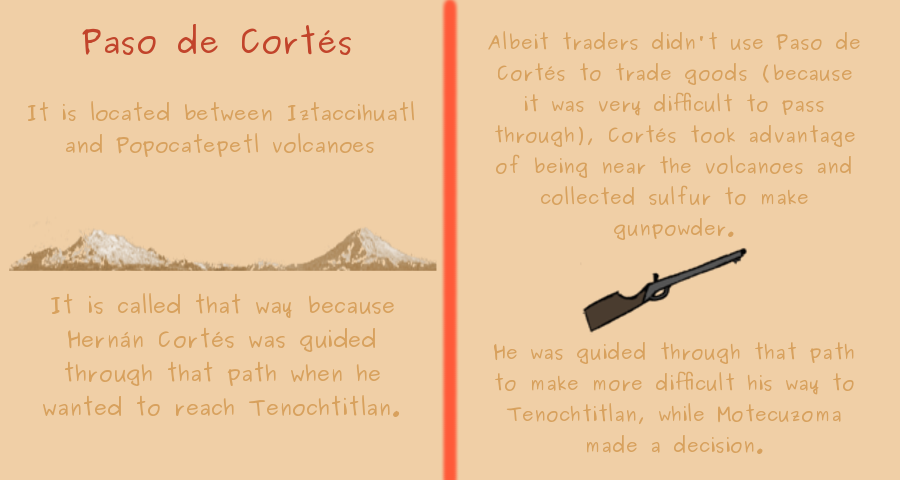 Paso de Cortés
It is located between Iztaccihuatl
and Popocatepetl volcanoes
It is called that way because
Hernán Cortés was guided
through that path when he
wanted to reach Tenochtitlan.
Albeit traders didn't use Paso de
Cortés to trade goods (because
it was very difficult to pass
through), Cortés took advantage
of being near the volcanoes and
collected sulfur to make
gunpowder.
He was guided through that path
to make more difficult his way to
Tenochtitlan, while Motecuzoma
made a decision.